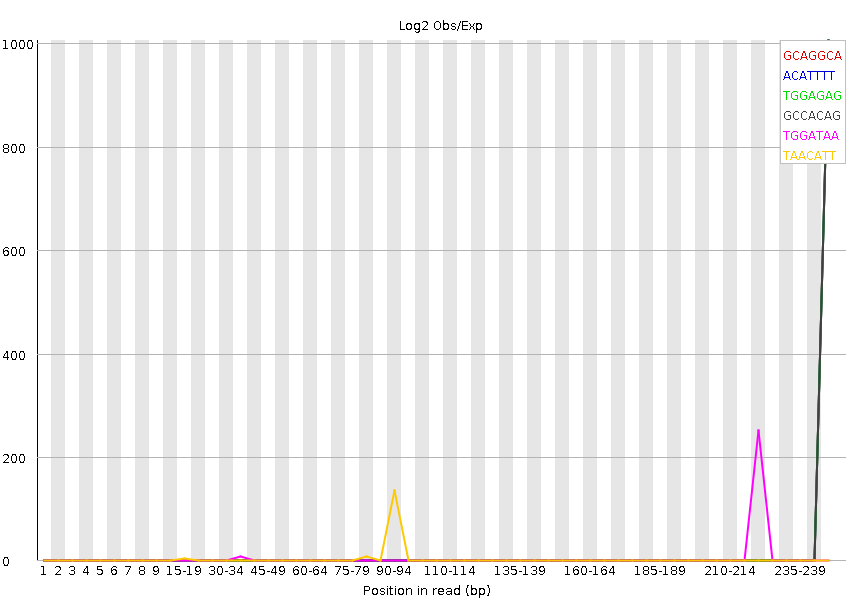 Log2 Obs/Exp
1000
800
600
400
200
0
GCAGGCA
ACATTTT
TGGAGAG
GCCACAG
TGGATAA
TAACATT
1 2 3 4 5 6 7 8 9 15-19 30-34 45-49 60-64 75-79 90-94 110-114 135-139 160-164 185-189 210-214 235-239
Position in read (bp)